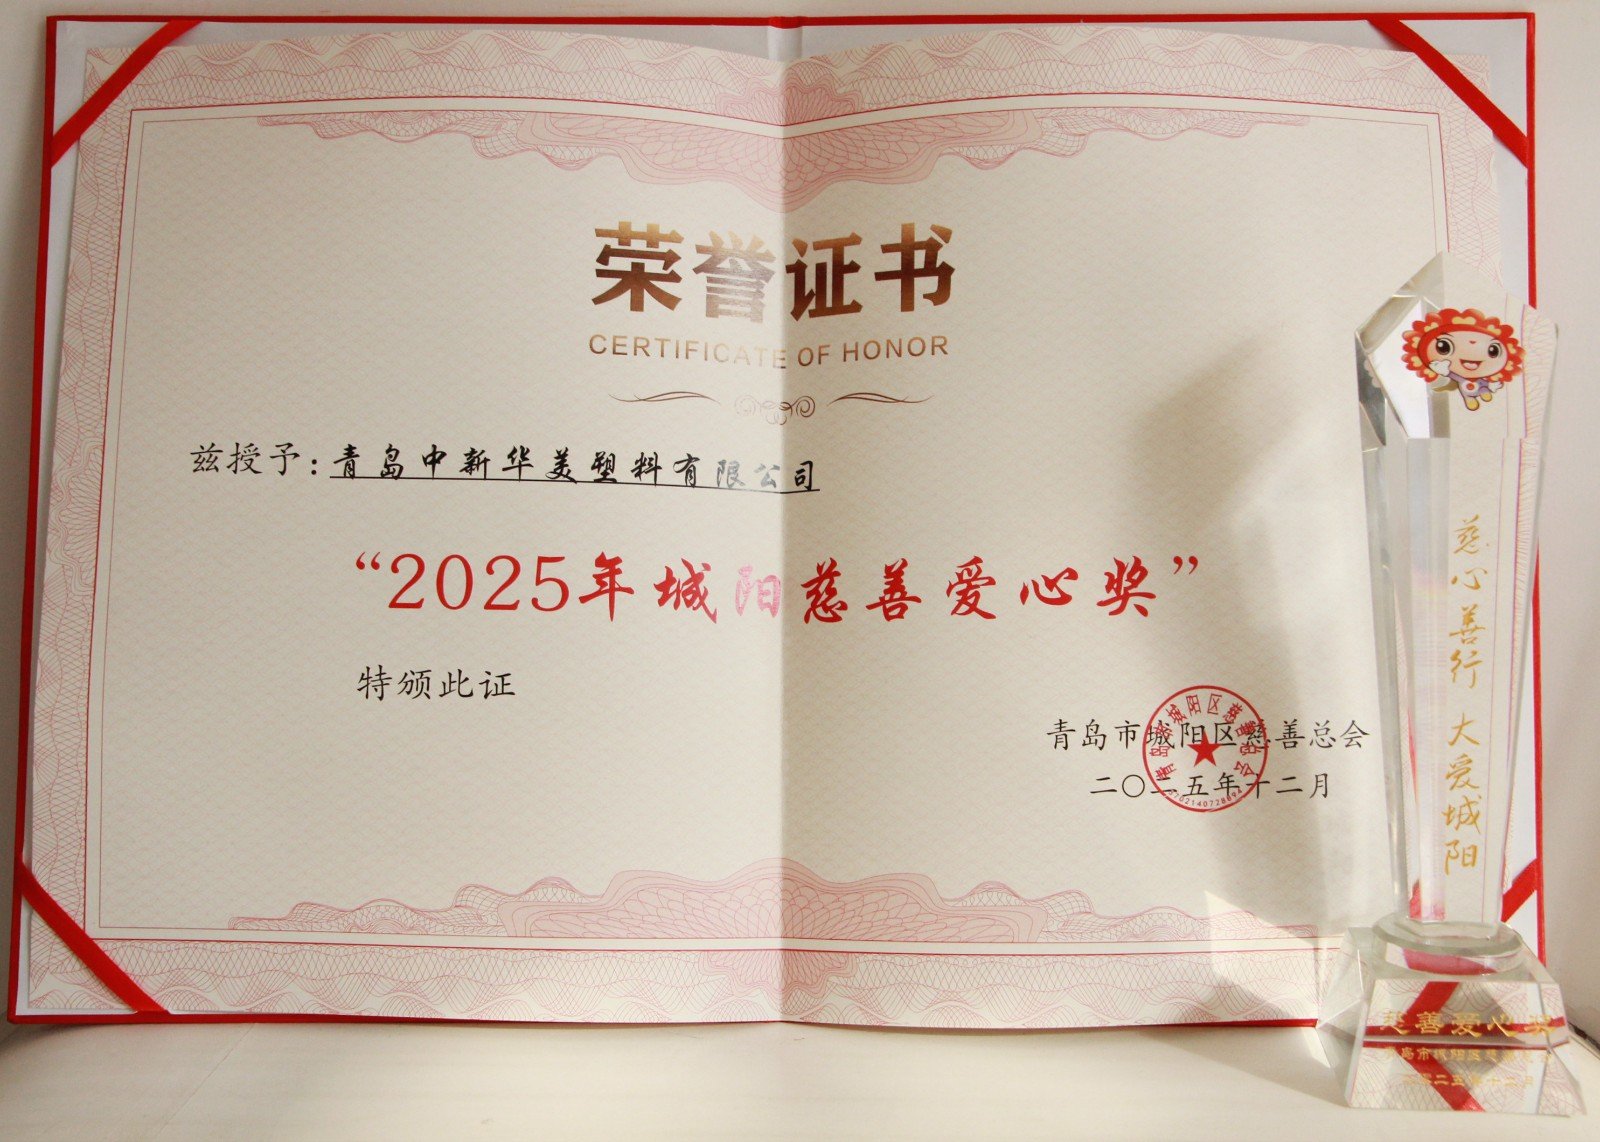 荣誉证书
CERTIFICATE OF HONOR
兹授予：青岛中新华美塑料有限公司
“2025年城阳慈善爱心奖”
特颁此证
青岛市城阳区慈善总会
二〇二五年十二月
慈心善行 大爱城阳
慈善爱心奖